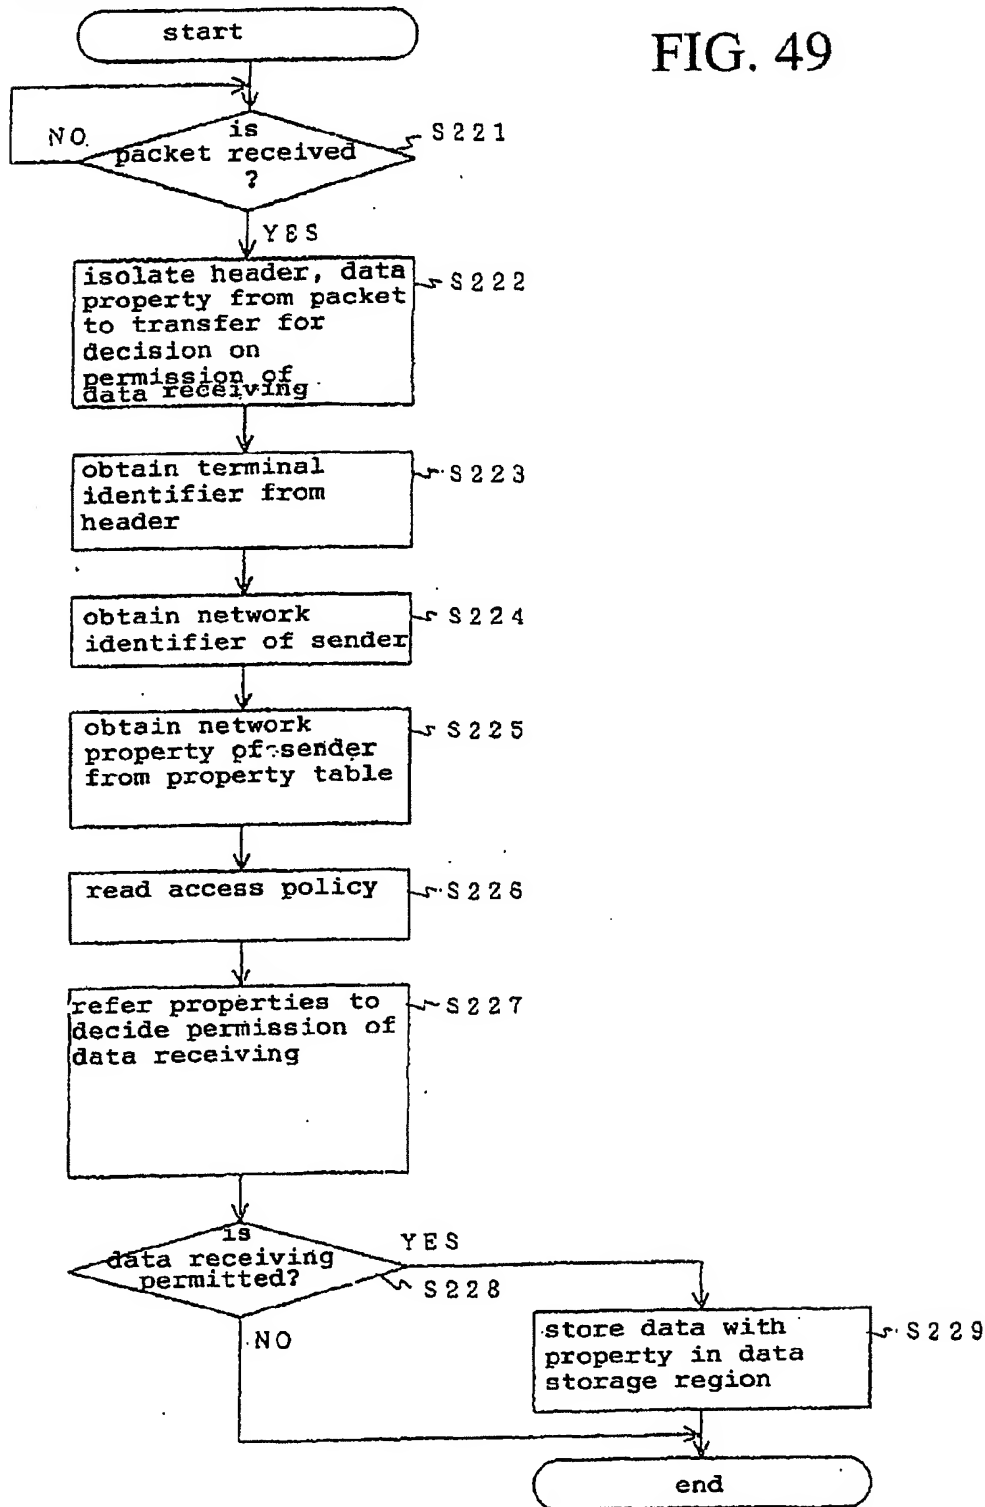 FIG. 49
start
is
packet received
?
NO
S221
YES
isolate header, data
property from packet
to transfer for
decision on
permission of
data receiving
S222
obtain terminal
identifier from
header
S223
obtain network
identifier of sender
S224
obtain network
property of sender
from property table
S225
read access policy
S226
refer properties to
decide permission of
data receiving
S227
is
data receiving
permitted?
YES
S228
NO
store data with
property in data
storage region
S229
end